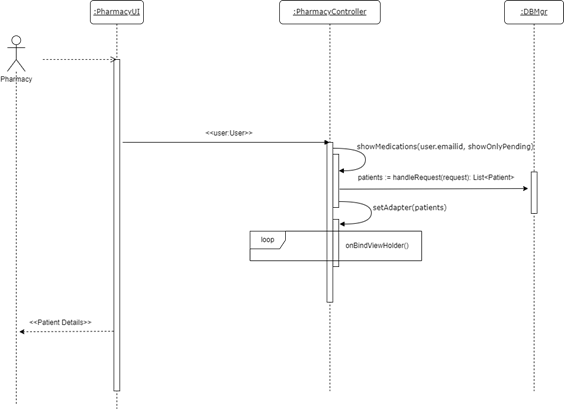 :PharmacyUI
:PharmacyController
:DBMgr
Pharmacy
<<user:User>>
showMedications(user.emailid, showOnlyPending)
patients := handleRequest(request): List<Patient>
setAdapter(patients)
loop
onBindViewHolder()
<<Patient Details>>